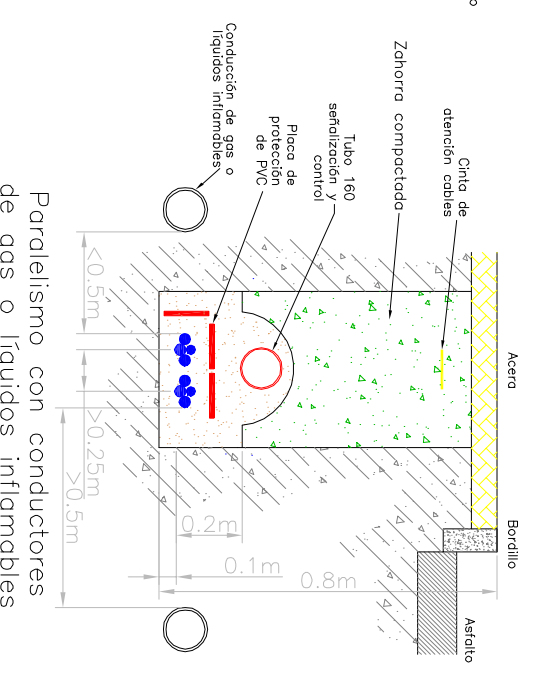 Acera
Bordillo
Asfalto
Cinta de
atención cables
Zahorra compactada
Tubo 160
señalización y
control
Placa de
protección
de PVC
Conducción de gas o
líquidos inflamables
<0.5m
>0.25m
>0.5m
0.2m
0.1m
0.8m
Paralelismo con conductores
de gas o líquidos inflamables